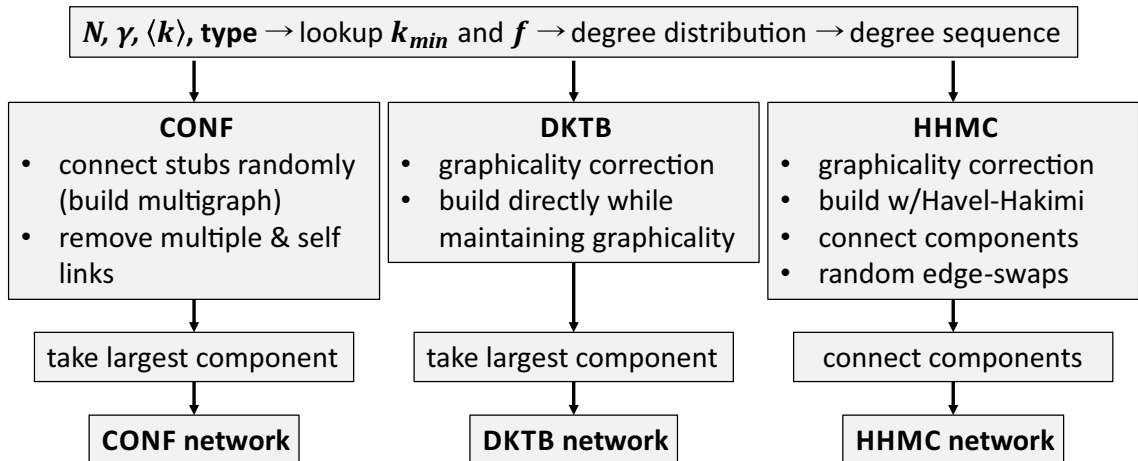 N, γ, ⟨k⟩, type → lookup k_min and f → degree distribution → degree sequence
CONF
• connect stubs randomly
(build multigraph)
• remove multiple & self
links
take largest component
CONF network
DKTB
• graphicality correction
• build directly while
maintaining graphicality
take largest component
DKTB network
HHMC
• graphicality correction
• build w/Havel-Hakimi
• connect components
• random edge-swaps
connect components
HHMC network